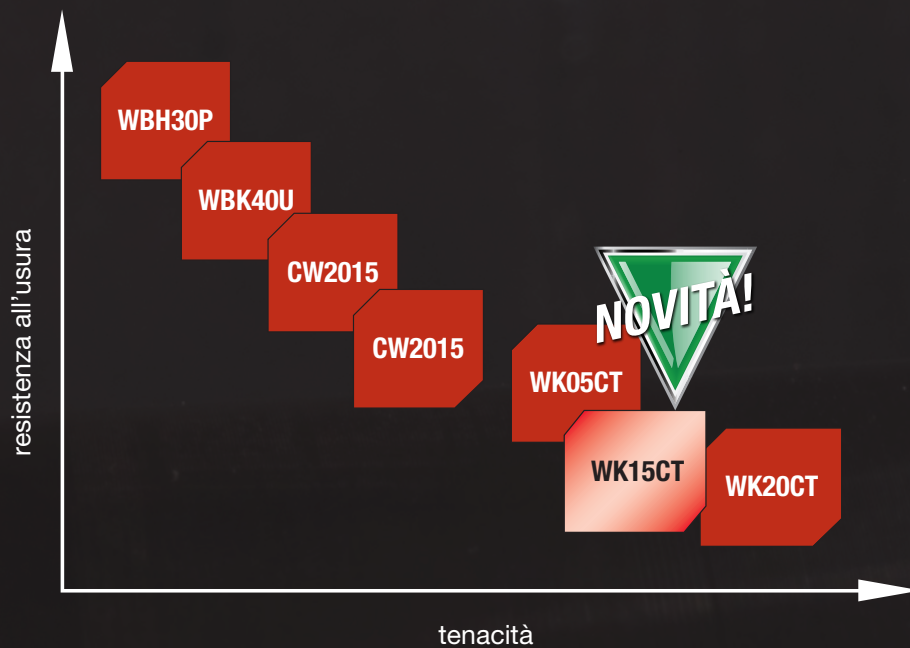 resistenza all'usura
WBH30P
WBK40U
CW2015
CW2015
NOVITÀ!
WK05CT
WK15CT
WK20CT
tenacità